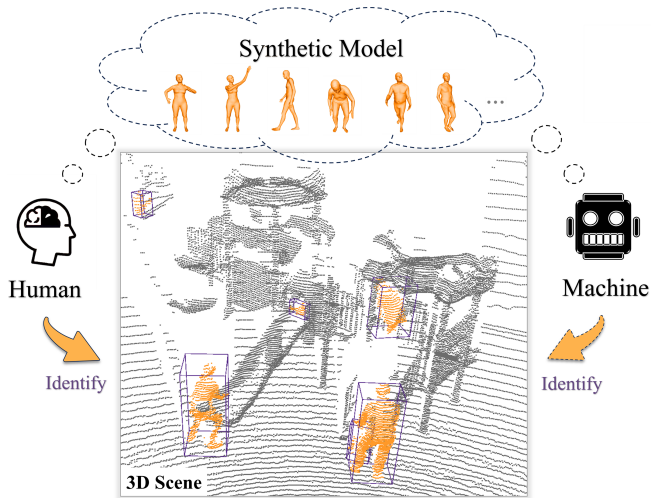 Synthetic Model
...
Human
Machine
Identify
Identify
3D Scene